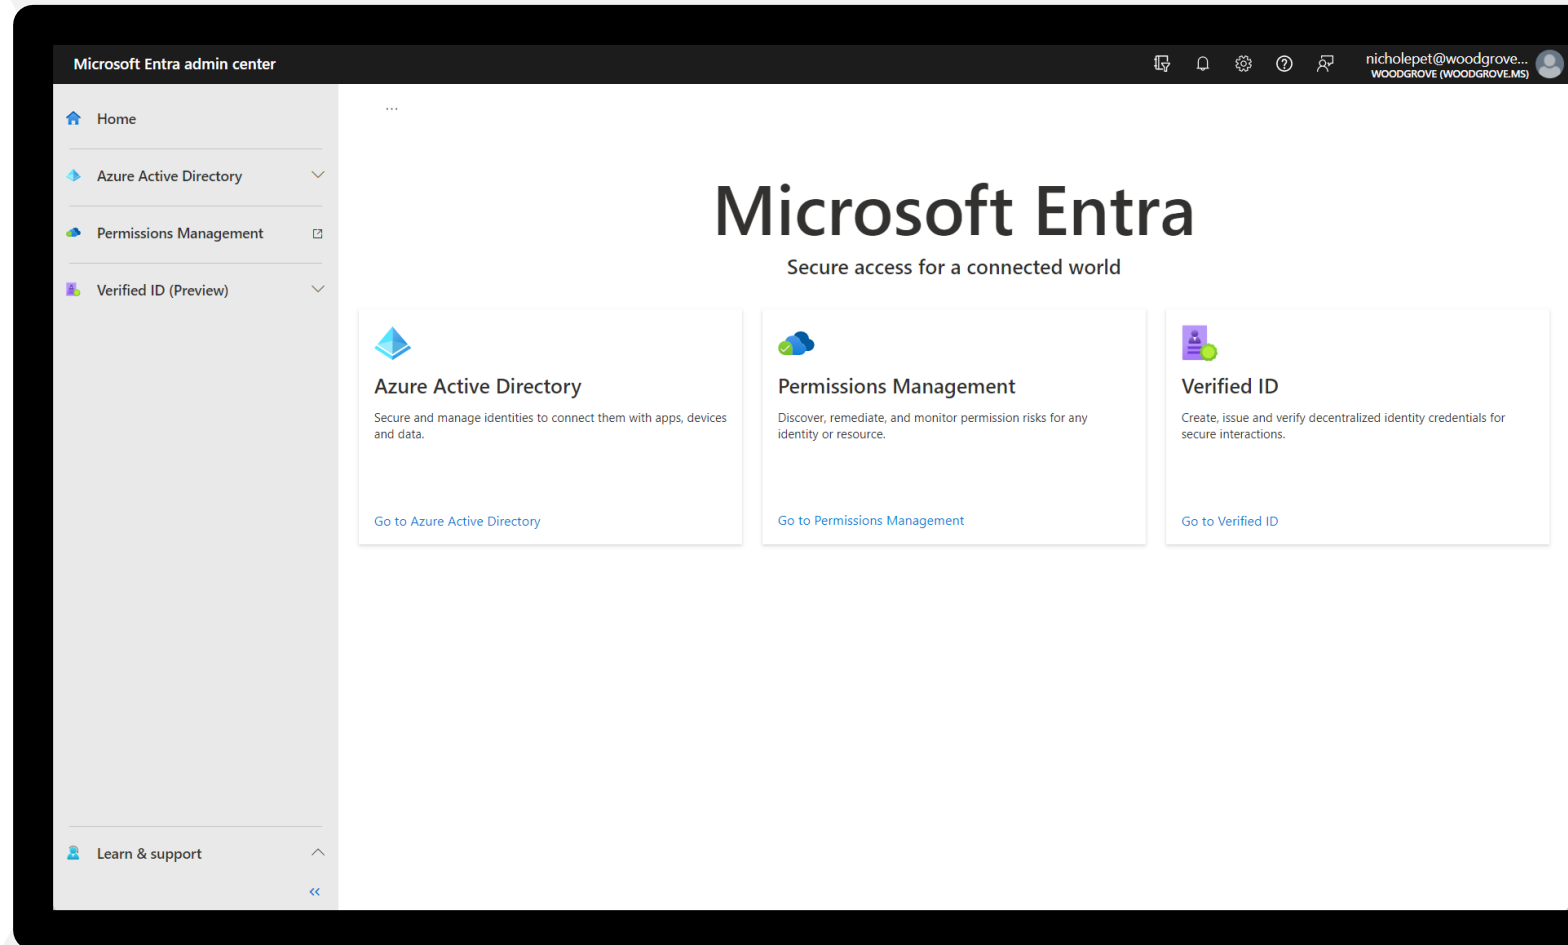 Microsoft Entra admin center
nicholepet@woodgrove...
WOODGROVE (WOODGROVE.MS)
Home
Azure Active Directory
Permissions Management
Verified ID (Preview)
Learn & support
...
Microsoft Entra
Secure access for a connected world
Azure Active Directory
Secure and manage identities to connect them with apps, devices
and data.
Go to Azure Active Directory
Permissions Management
Discover, remediate, and monitor permission risks for any
identity or resource.
Go to Permissions Management
Verified ID
Create, issue and verify decentralized identity credentials for
secure interactions.
Go to Verified ID